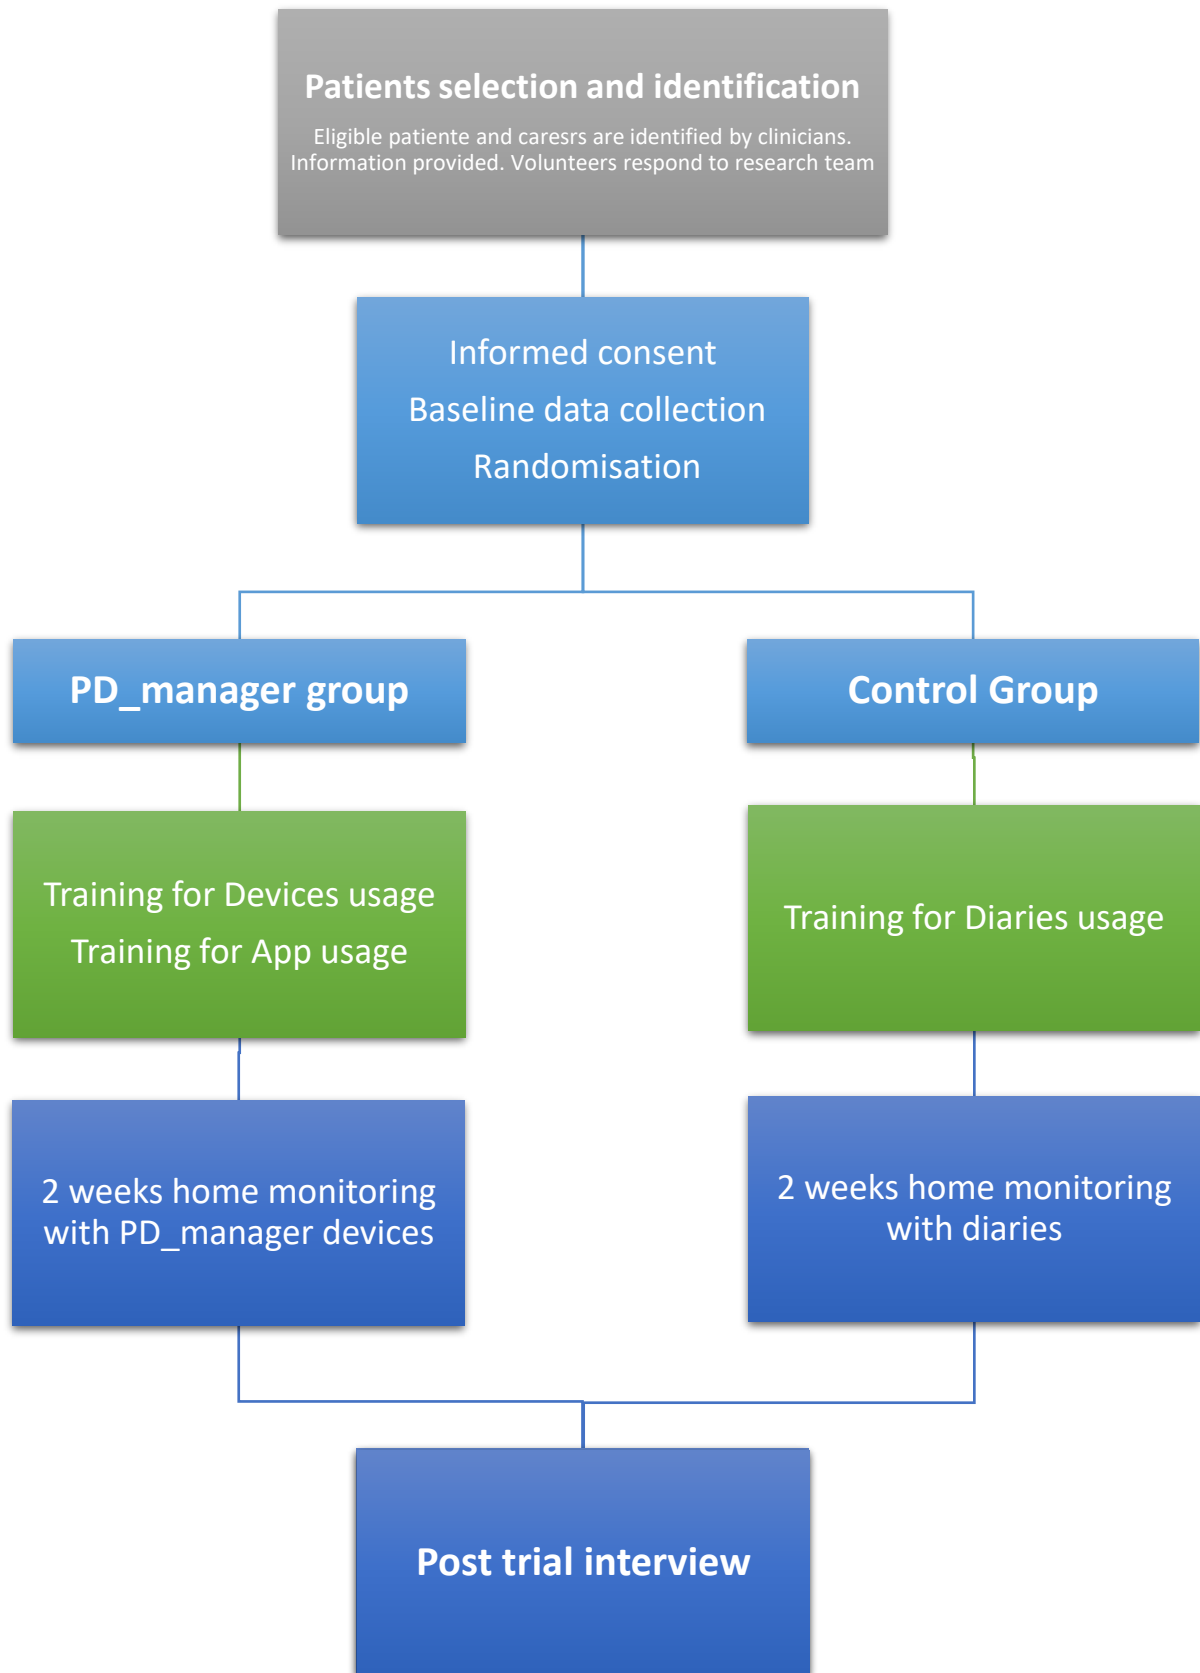 Patients selection and identification
Eligible patiente and caresrs are identified by clinicians.
Information provided. Volunteers respond to research team
Informed consent
Baseline data collection
Randomisation
PD_manager group
Control Group
Training for Devices usage
Training for App usage
Training for Diaries usage
2 weeks home monitoring
with PD_manager devices
2 weeks home monitoring
with diaries
Post trial interview